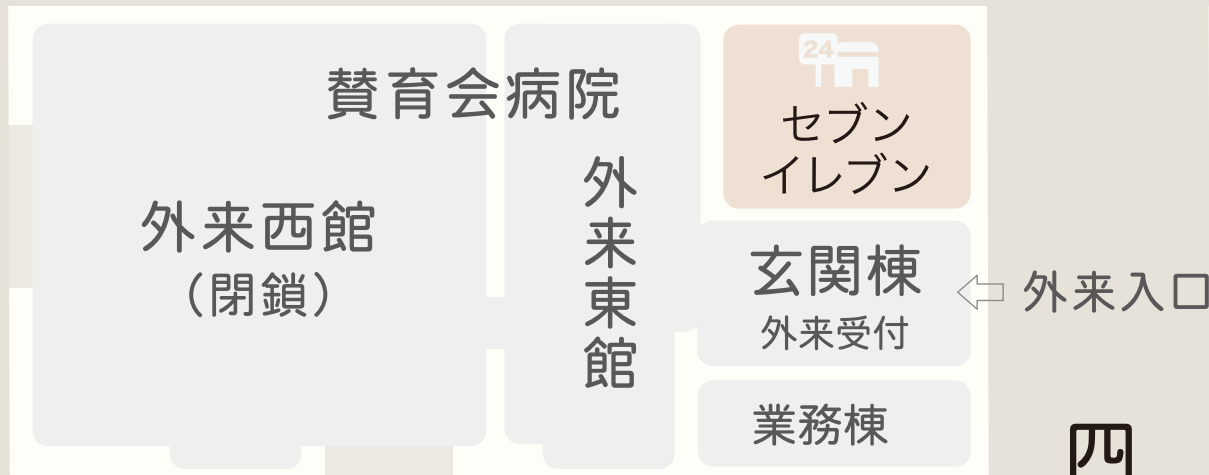 賛育会病院
外来西館
（閉鎖）
外来東館
24
セブン
イレブン
玄関棟
外来受付
業務棟
外来入口
四